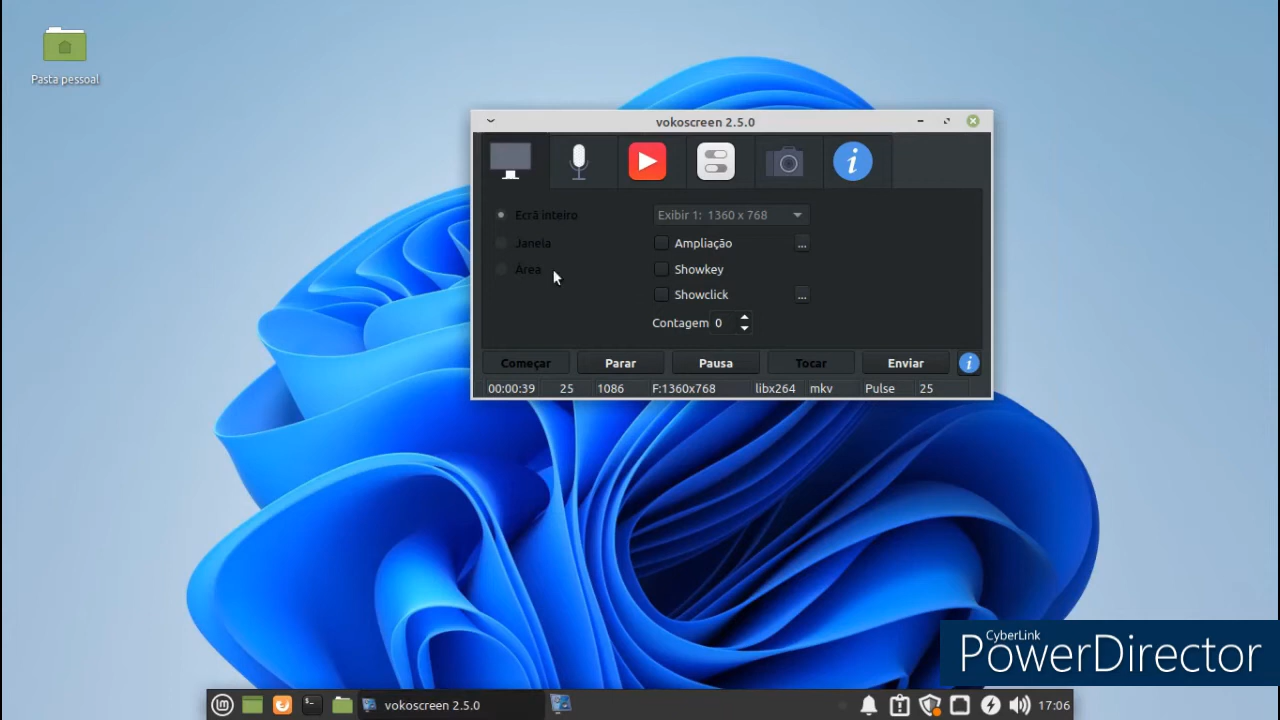 Pasta pessoal
vokoscreen 2.5.0
Ecrã inteiro
Exibir 1: 1360 x 768
Janela
Ampliação
...
Área
Showkey
Showclick
...
Contagem 0
Começar Parar Pausa Tocar Enviar
00:00:39 25 1086 F:1360x768 libx264 mkv Pulse 25
CyberLink
PowerDirector
vokoscreen 2.5.0
17:06